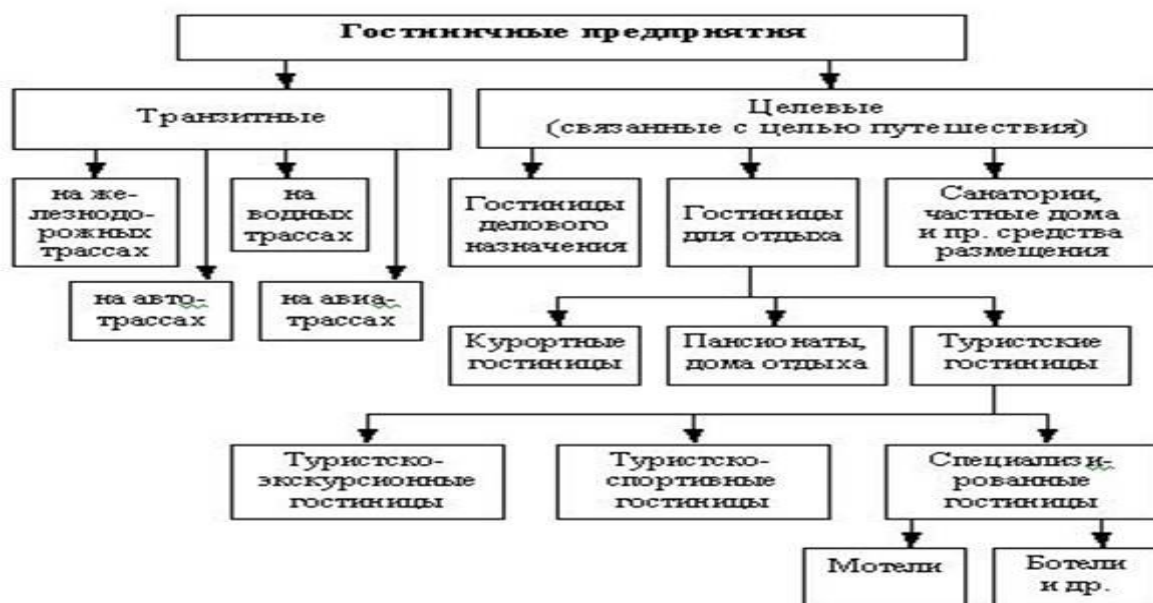 Гостиничные предприятия
Транзитные
Целевые
(связанные с целью путешествия)
на же-
лезнодо-
рожных
трассах
на
водных
трассах
на авто-
трассах
на авиа-
трассах
Гостиницы
делового
назначения
Гостиницы
для отдыха
Санатории,
частные дома
и пр. средства
размещения
Курортные
гостиницы
Пансионаты,
дома отдыха
Туристские
гостиницы
Туристско-
экскурсионные
гостиницы
Туристско-
спортивные
гостиницы
Специализи-
рованные
гостиницы
Мотели
Ботели
и др.